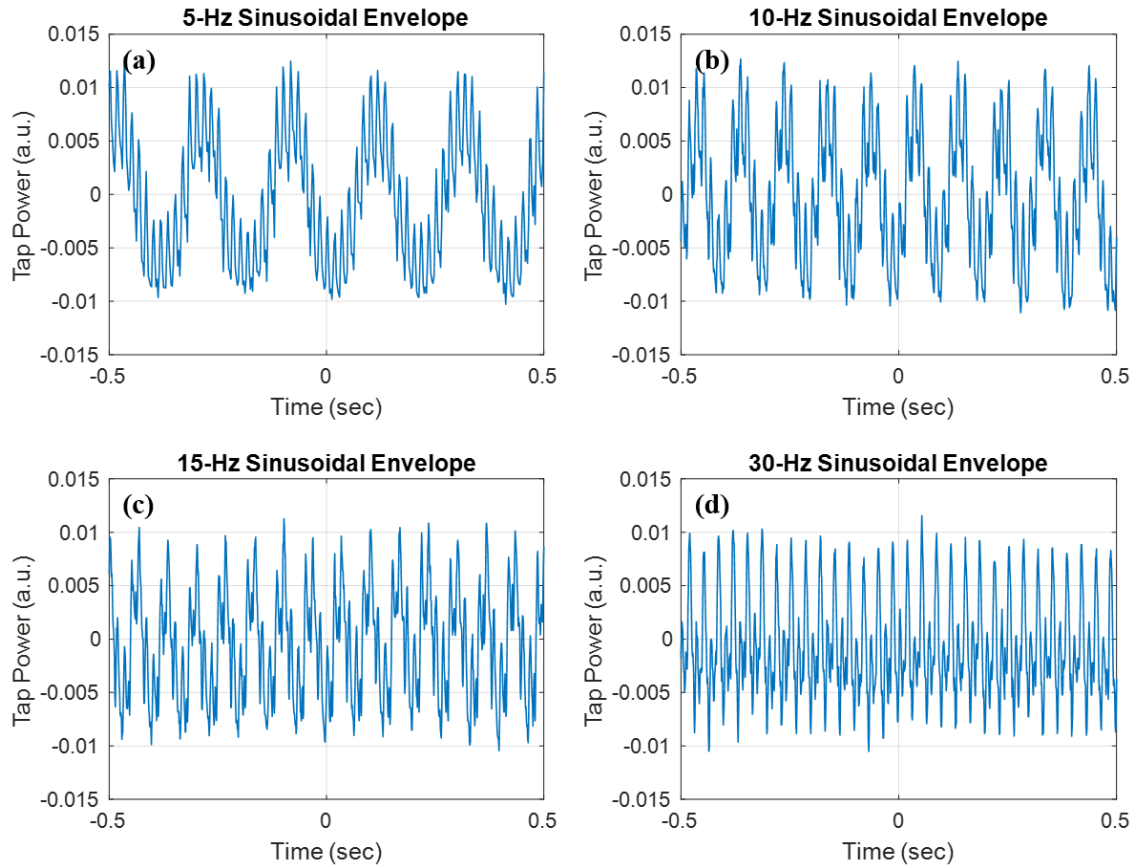 5-Hz Sinusoidal Envelope
(a)
0.015
0.01
0.005
0
-0.005
-0.01
-0.015
Tap Power (a.u.)
-0.5 0 0.5
Time (sec)
10-Hz Sinusoidal Envelope
(b)
0.015
0.01
0.005
0
-0.005
-0.01
-0.015
Tap Power (a.u.)
-0.5 0 0.5
Time (sec)
15-Hz Sinusoidal Envelope
(c)
0.015
0.01
0.005
0
-0.005
-0.01
-0.015
Tap Power (a.u.)
-0.5 0 0.5
Time (sec)
30-Hz Sinusoidal Envelope
(d)
0.015
0.01
0.005
0
-0.005
-0.01
-0.015
Tap Power (a.u.)
-0.5 0 0.5
Time (sec)